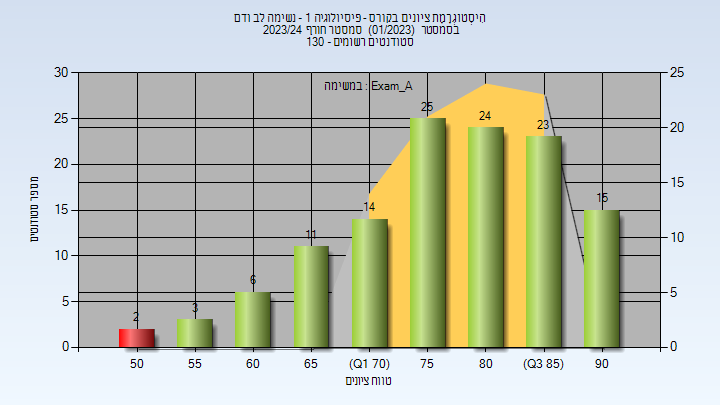 היסטוגרמת ציונים בקורס - פיסיולוגיה 1 - נשימה לב ודם
בסמסטר (01/2023) סמסטר חורף 2023/24
סטודנטים רשומים - 130
במשימה : Exam_A
30 25
25 20
20 15
15 10
10 5
5 0
0
מספר סטודנטים
2 3 6 11 14 25 24 23 15
50 55 60 65 (Q1 70) 75 80 (Q3 85) 90
טווח ציונים